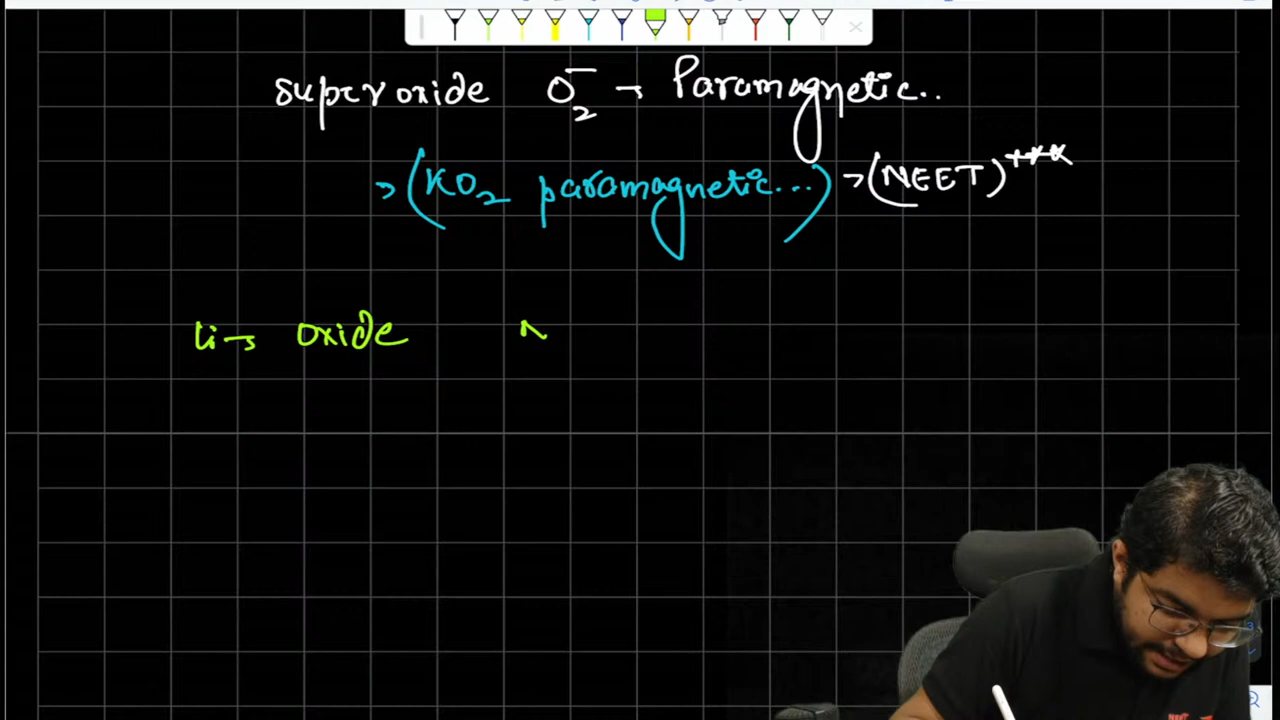 superoxide O₂⁻ → Paramagnetic..
→ (KO₂ paramagnetic...) → (NEET)***
Li → oxide N